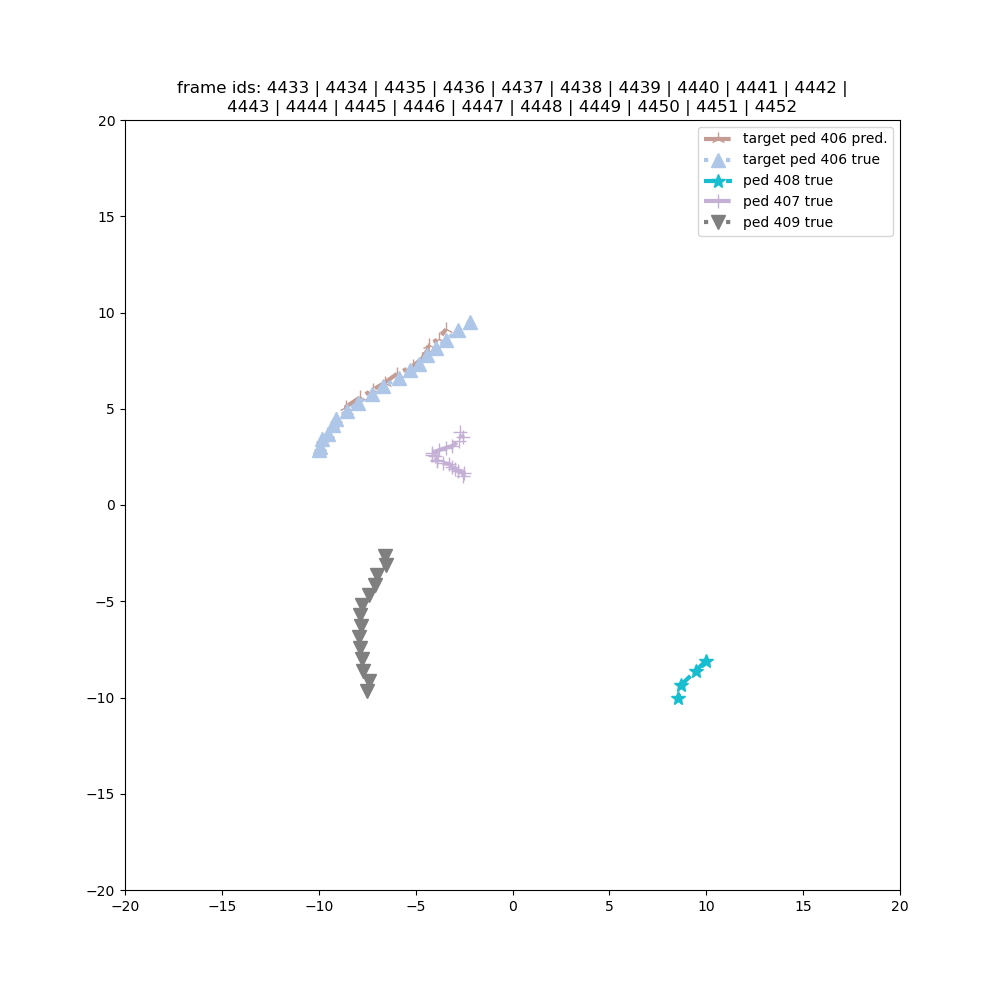 frame ids: 4433 | 4434 | 4435 | 4436 | 4437 | 4438 | 4439 | 4440 | 4441 | 4442 |
4443 | 4444 | 4445 | 4446 | 4447 | 4448 | 4449 | 4450 | 4451 | 4452
target ped 406 pred.
target ped 406 true
ped 408 true
ped 407 true
ped 409 true
20
15
10
5
0
−5
−10
−15
−20
−20 −15 −10 −5 0 5 10 15 20